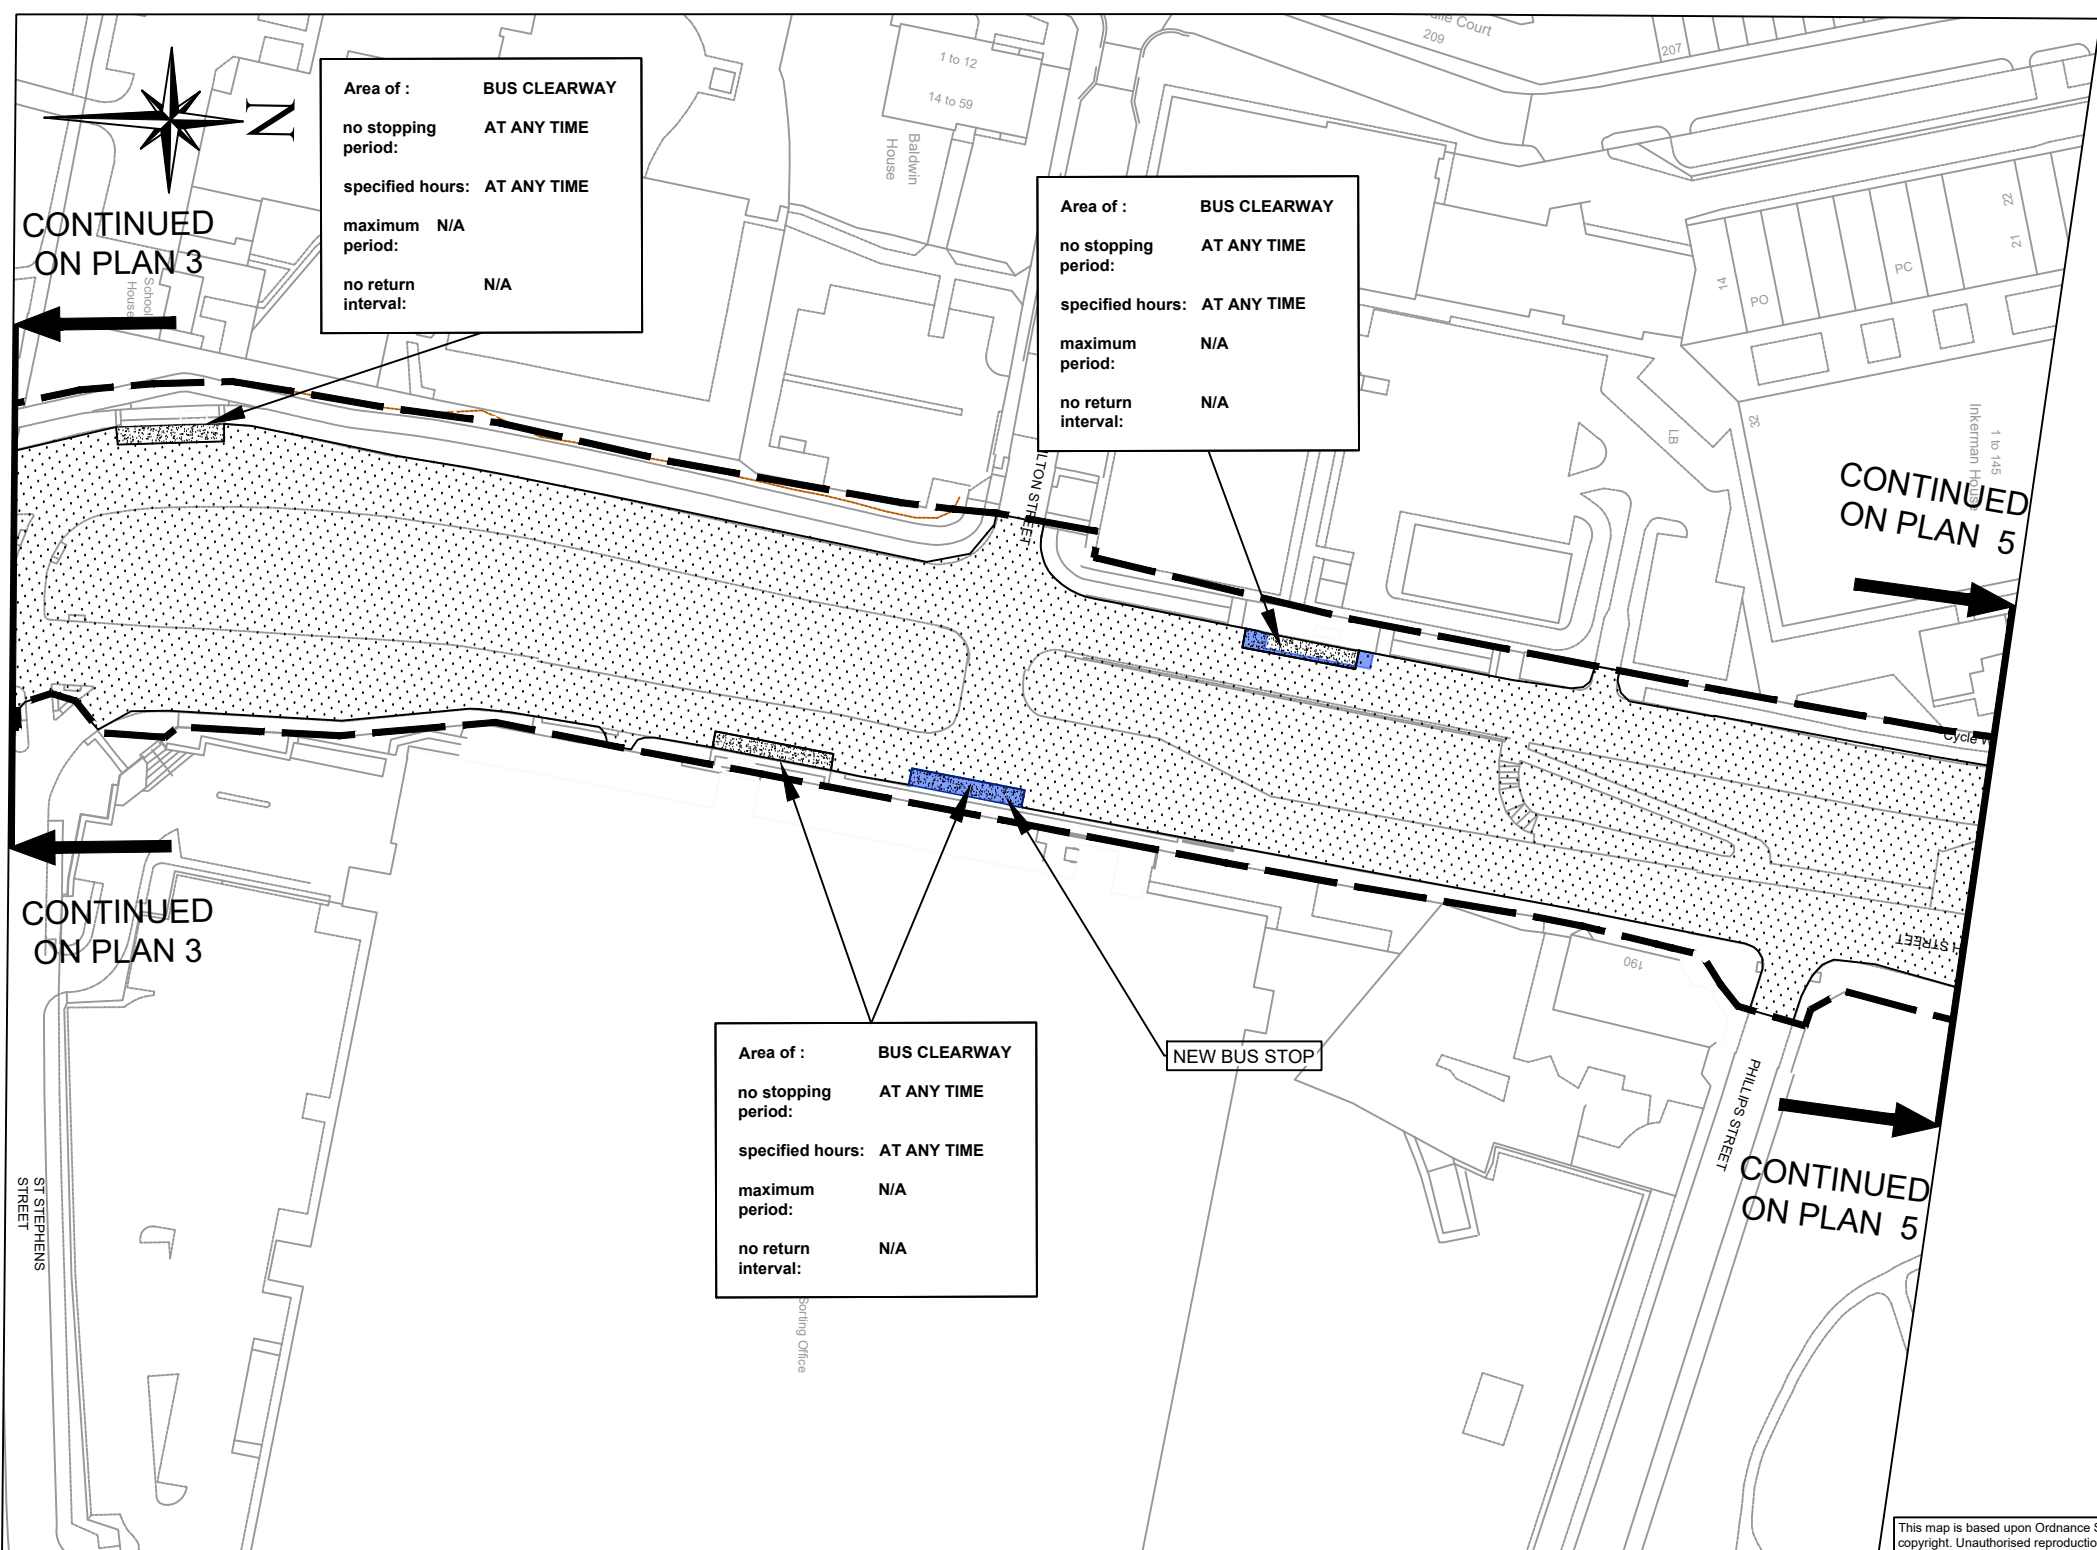 Court
209
207
1 to 12
14 to 59
Baldwin
House
N
Area of : BUS CLEARWAY
no stopping AT ANY TIME
period:
specified hours: AT ANY TIME
maximum N/A
period:
no return N/A
interval:
CONTINUED
ON PLAN 3
School
House
Area of : BUS CLEARWAY
no stopping AT ANY TIME
period:
specified hours: AT ANY TIME
maximum N/A
period:
no return N/A
interval:
22
21
PC
14
PO
32
LB
1 to 145
Inkerman House
CONTINUED
ON PLAN 5
LTON STREET
Cycle
CONTINUED
ON PLAN 3
H STREET
190
Area of : BUS CLEARWAY
no stopping AT ANY TIME
period:
specified hours: AT ANY TIME
maximum N/A
period:
no return N/A
interval:
NEW BUS STOP
PHILLIPS STREET
CONTINUED
ON PLAN 5
ST STEPHENS
STREET
Sorting Office
This map is based upon Ordnance S
copyright. Unauthorised reproductio